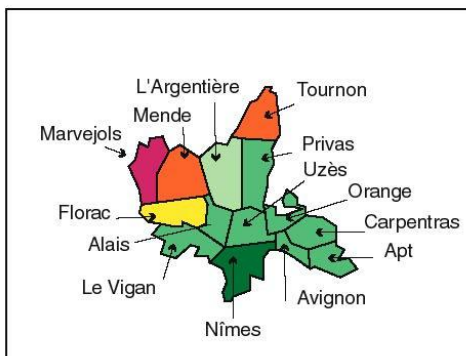 L'Argentière
Tournon
Mende
Marvejols
Privas
Uzès
Orange
Florac
Carpentras
Alais
Apt
Le Vigan
Avignon
Nîmes